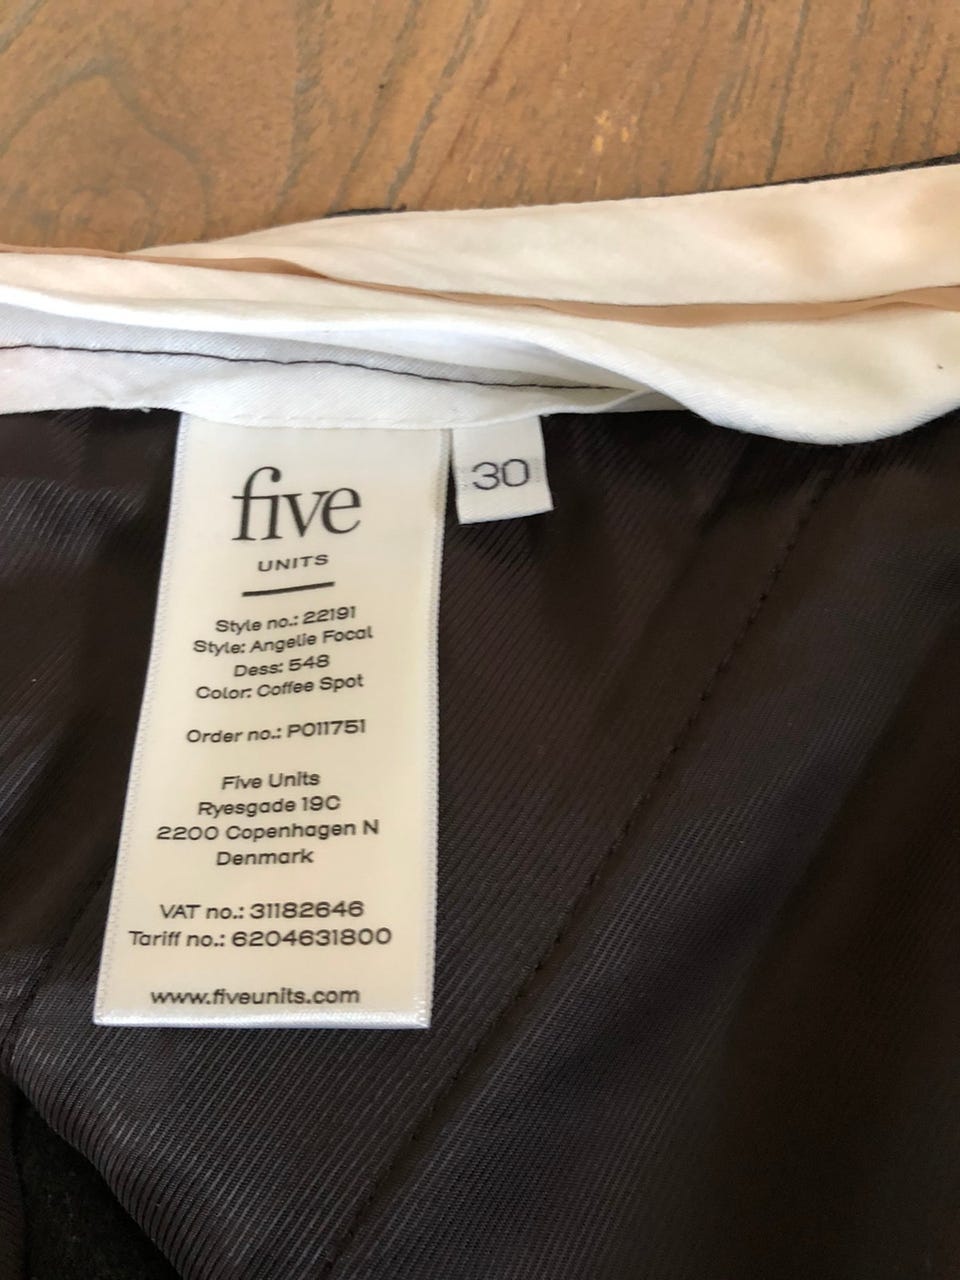 five
UNITS
30
Style no.: 22191
Style: Angelie Focal
Dess: 548
Color: Coffee Spot
Order no.: PO11751
Five Units
Ryesgade 19C
2200 Copenhagen N
Denmark
VAT no.: 31182646
Tariff no.: 6204631800
www.fiveunits.com